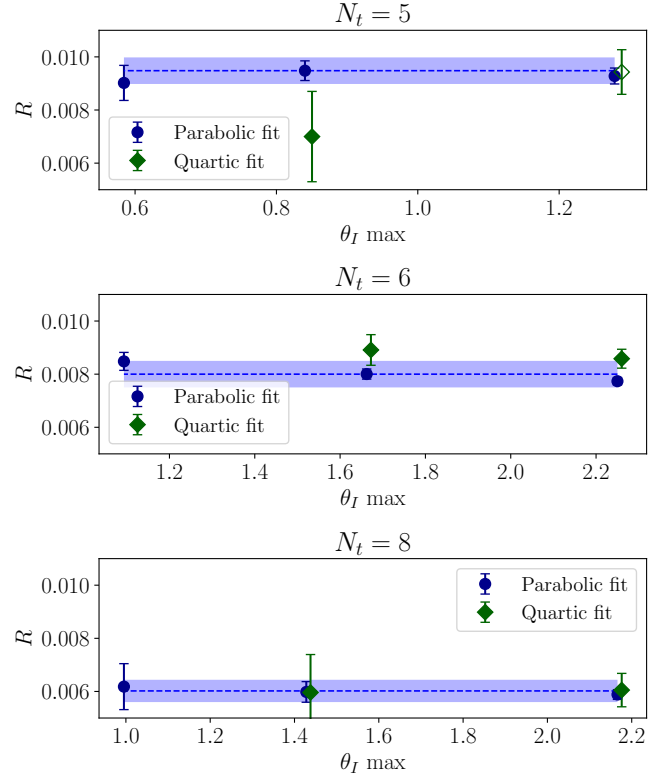 N_t = 5
0.010
0.008
0.006
R
Parabolic fit
Quartic fit
0.6 0.8 1.0 1.2
θ_I max
N_t = 6
0.010
0.008
0.006
R
Parabolic fit
Quartic fit
1.2 1.4 1.6 1.8 2.0 2.2
θ_I max
N_t = 8
0.010
0.008
0.006
R
Parabolic fit
Quartic fit
1.0 1.2 1.4 1.6 1.8 2.0 2.2
θ_I max